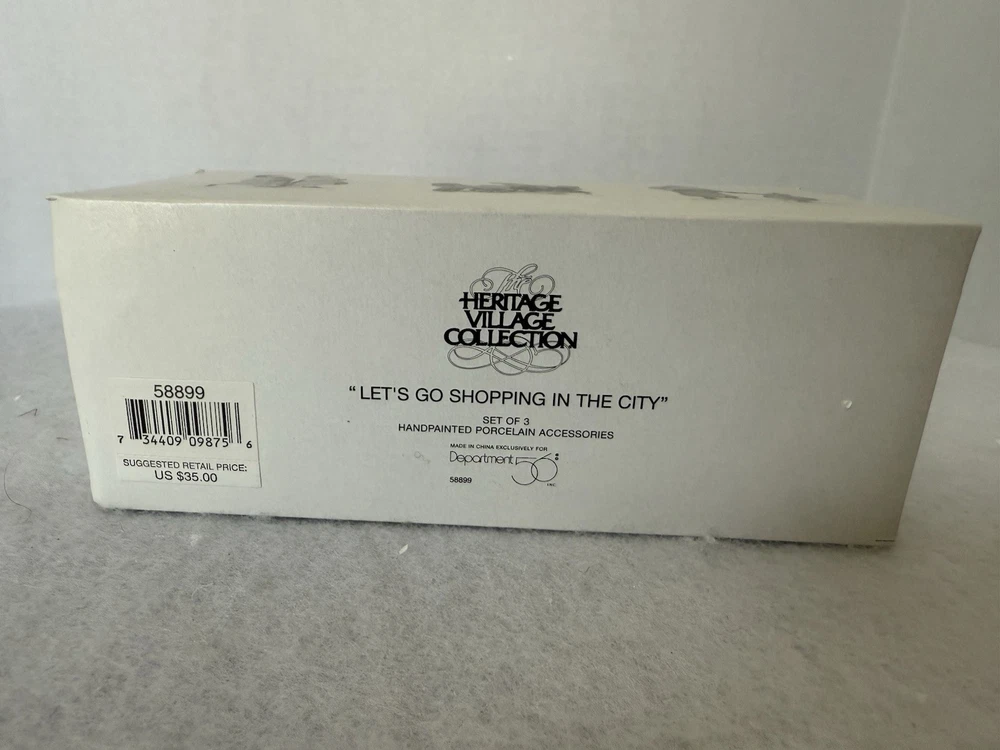 The
HERITAGE
VILLAGE
COLLECTION
“LET'S GO SHOPPING IN THE CITY”
SET OF 3
HANDPAINTED PORCELAIN ACCESSORIES
MADE IN CHINA EXCLUSIVELY FOR
Department 56
INC.
58899
58899
7 34409 09875 6
SUGGESTED RETAIL PRICE:
US $35.00